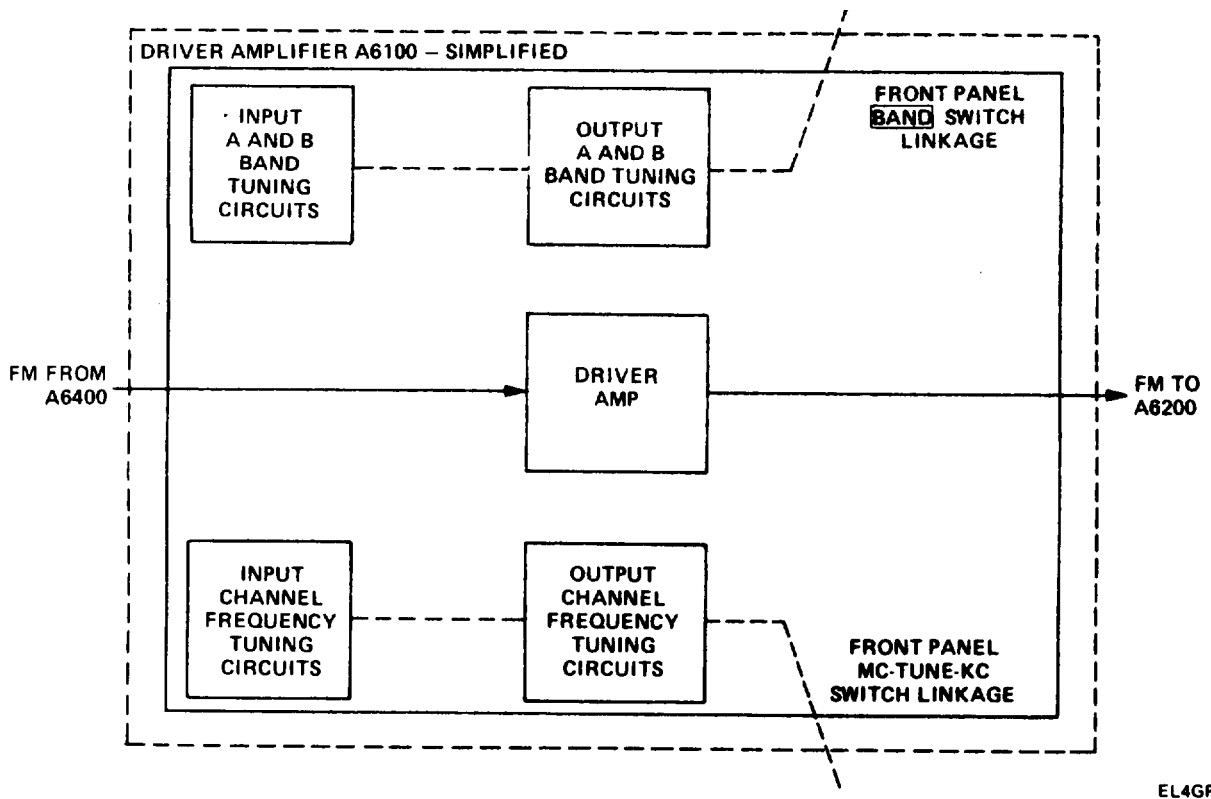 DRIVER AMPLIFIER A6100 – SIMPLIFIED
INPUT
A AND B
BAND
TUNING
CIRCUITS
OUTPUT
A AND B
BAND TUNING
CIRCUITS
FRONT PANEL
BAND SWITCH
LINKAGE
FM FROM
A6400
DRIVER
AMP
FM TO
A6200
INPUT
CHANNEL
FREQUENCY
TUNING
CIRCUITS
OUTPUT
CHANNEL
FREQUENCY
TUNING
CIRCUITS
FRONT PANEL
MC-TUNE-KC
SWITCH LINKAGE